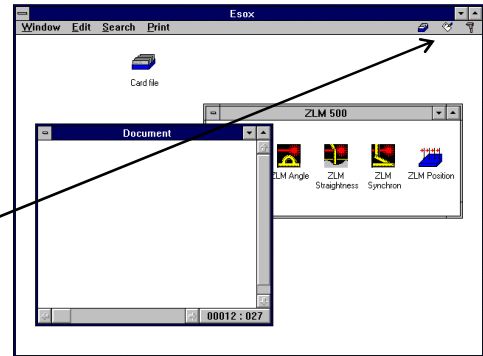 Esox
Window Edit Search Print
Card file
ZLM 500
Document
ZLM Angle ZLM Straightness ZLM Synchron ZLM Position
00012 : 027